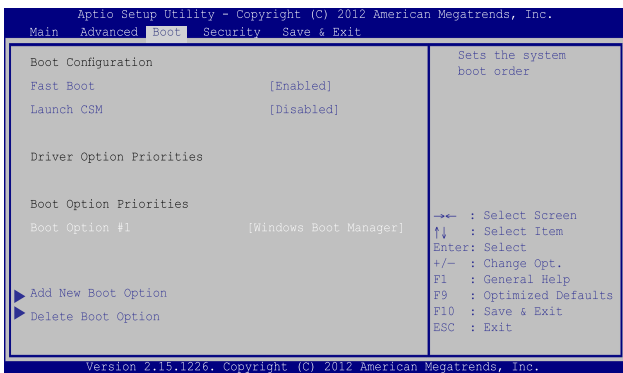 Aptio Setup Utility - Copyright (C) 2012 American Megatrends, Inc.
Main Advanced Boot Security Save & Exit
Boot Configuration
Fast Boot [Enabled]
Launch CSM [Disabled]
Driver Option Priorities
Boot Option Priorities
Boot Option #1 [Windows Boot Manager]
Add New Boot Option
Delete Boot Option
Sets the system
boot order
→← : Select Screen
↑↓ : Select Item
Enter: Select
+/— : Change Opt.
F1 : General Help
F9 : Optimized Defaults
F10 : Save & Exit
ESC : Exit
Version 2.15.1226. Copyright (C) 2012 American Megatrends, Inc.